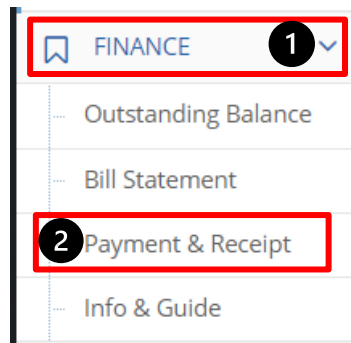 FINANCE 1
Outstanding Balance
Bill Statement
2 Payment & Receipt
Info & Guide